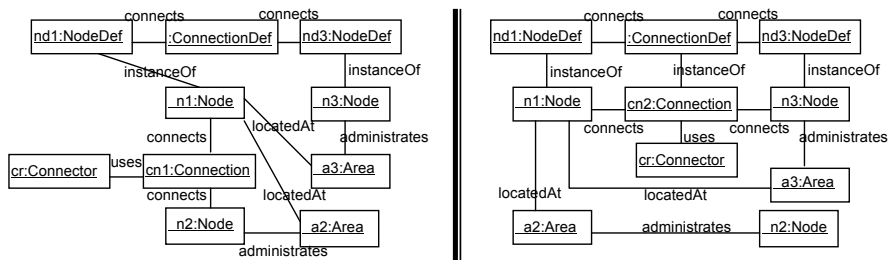 connects connects
nd1:NodeDef :ConnectionDef nd3:NodeDef
instanceOf instanceOf
n1:Node n3:Node
locatedAt
connects administrates
cr:Connector uses cn1:Connection a3:Area
connects locatedAt
n2:Node a2:Area
administrates
connects connects
nd1:NodeDef :ConnectionDef nd3:NodeDef
instanceOf instanceOf instanceOf
n1:Node cn2:Connection n3:Node
connects uses connects administrates
cr:Connector
a3:Area
locatedAt locatedAt
a2:Area administrates n2:Node